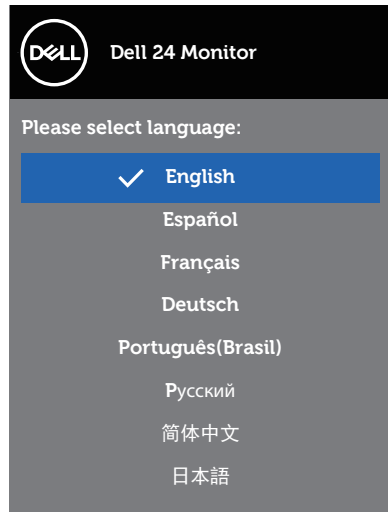 DELL Dell 24 Monitor
Please select language:
English
Español
Français
Deutsch
Português(Brasil)
Русский
简体中文
日本語